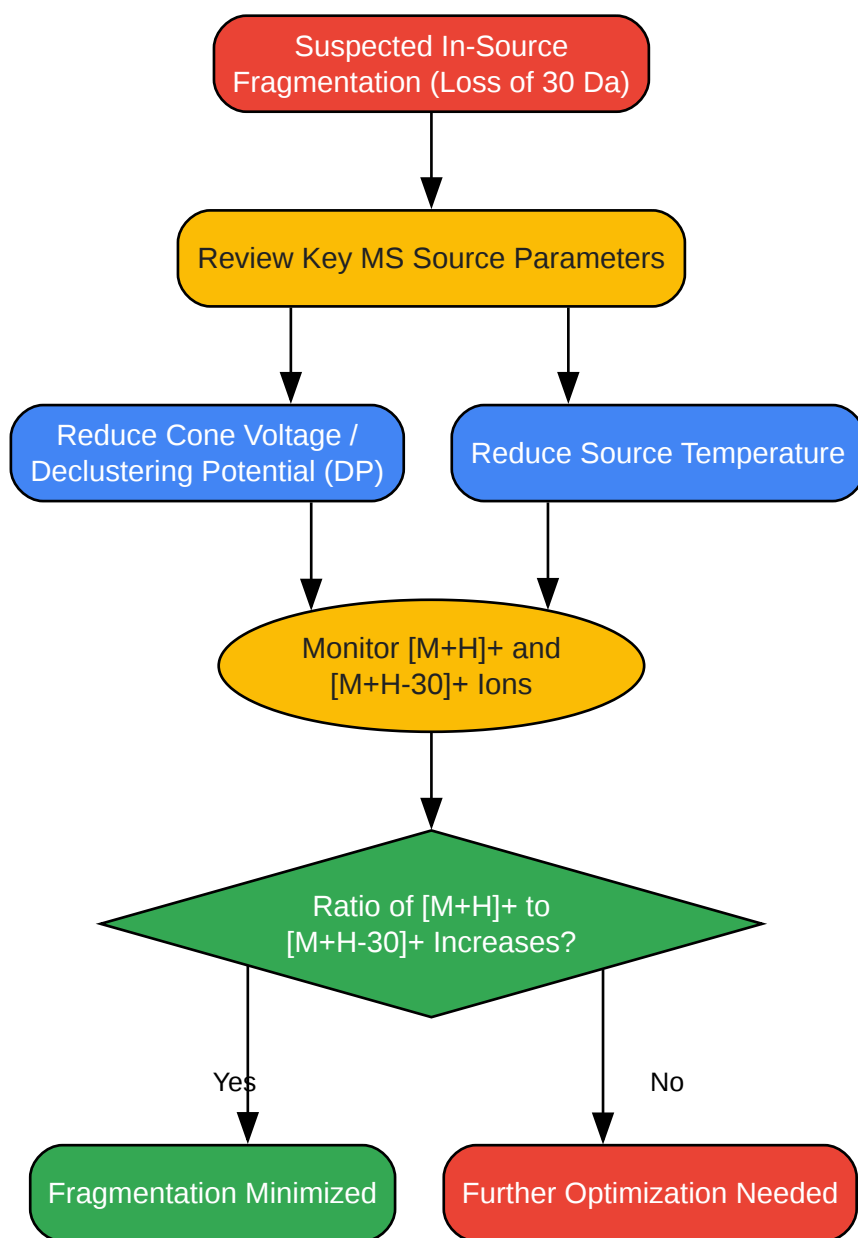 Suspected In-Source
Fragmentation (Loss of 30 Da)
Review Key MS Source Parameters
Reduce Cone Voltage /
Declustering Potential (DP)
Reduce Source Temperature
Monitor [M+H]+ and
[M+H-30]+ Ions
Ratio of [M+H]+ to
[M+H-30]+ Increases?
Yes
No
Fragmentation Minimized
Further Optimization Needed